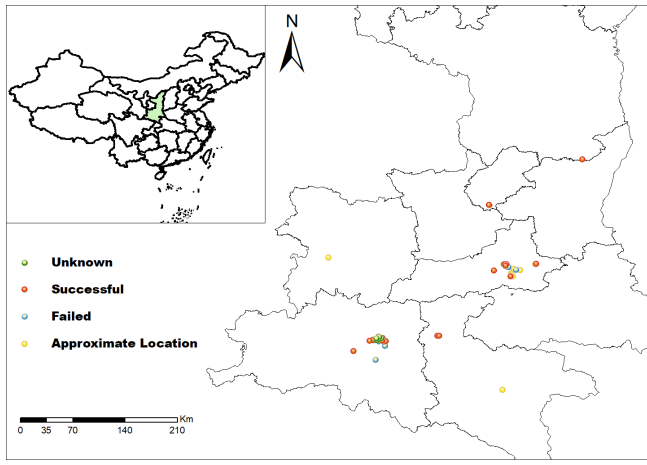 N
Unknown
Successful
Failed
Approximate Location
Km
0 35 70 140 210